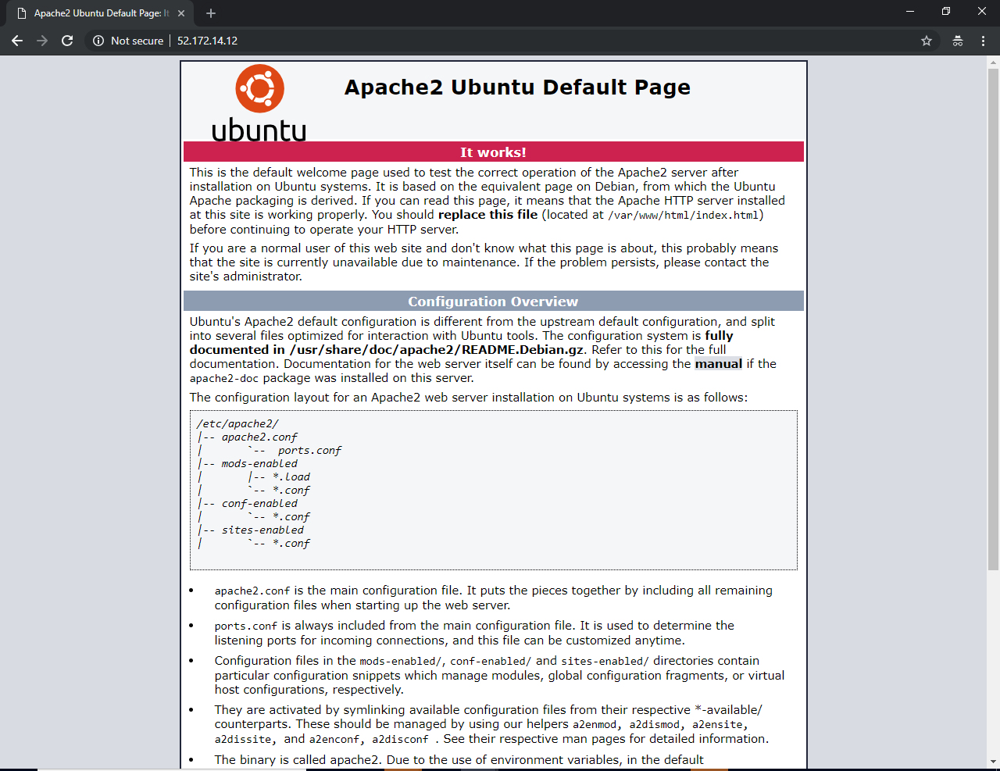 Apache2 Ubuntu Default Page: It
Not secure | 52.172.14.12
ubuntu
Apache2 Ubuntu Default Page
It works!
This is the default welcome page used to test the correct operation of the Apache2 server after
installation on Ubuntu systems. It is based on the equivalent page on Debian, from which the Ubuntu
Apache packaging is derived. If you can read this page, it means that the Apache HTTP server installed
at this site is working properly. You should replace this file (located at /var/www/html/index.html)
before continuing to operate your HTTP server.
If you are a normal user of this web site and don't know what this page is about, this probably means
that the site is currently unavailable due to maintenance. If the problem persists, please contact the
site's administrator.
Configuration Overview
Ubuntu's Apache2 default configuration is different from the upstream default configuration, and split
into several files optimized for interaction with Ubuntu tools. The configuration system is fully
documented in /usr/share/doc/apache2/README.Debian.gz. Refer to this for the full
documentation. Documentation for the web server itself can be found by accessing the manual if the
apache2-doc package was installed on this server.
The configuration layout for an Apache2 web server installation on Ubuntu systems is as follows:
/etc/apache2/
|-- apache2.conf
|       `--  ports.conf
|-- mods-enabled
|       |-- *.load
|       `-- *.conf
|-- conf-enabled
|       `-- *.conf
|-- sites-enabled
|       `-- *.conf
• apache2.conf is the main configuration file. It puts the pieces together by including all remaining
configuration files when starting up the web server.
• ports.conf is always included from the main configuration file. It is used to determine the
listening ports for incoming connections, and this file can be customized anytime.
• Configuration files in the mods-enabled/, conf-enabled/ and sites-enabled/ directories contain
particular configuration snippets which manage modules, global configuration fragments, or virtual
host configurations, respectively.
• They are activated by symlinking available configuration files from their respective *-available/
counterparts. These should be managed by using our helpers a2enmod, a2dismod, a2ensite,
a2dissite, and a2enconf, a2disconf . See their respective man pages for detailed information.
• The binary is called apache2. Due to the use of environment variables, in the default